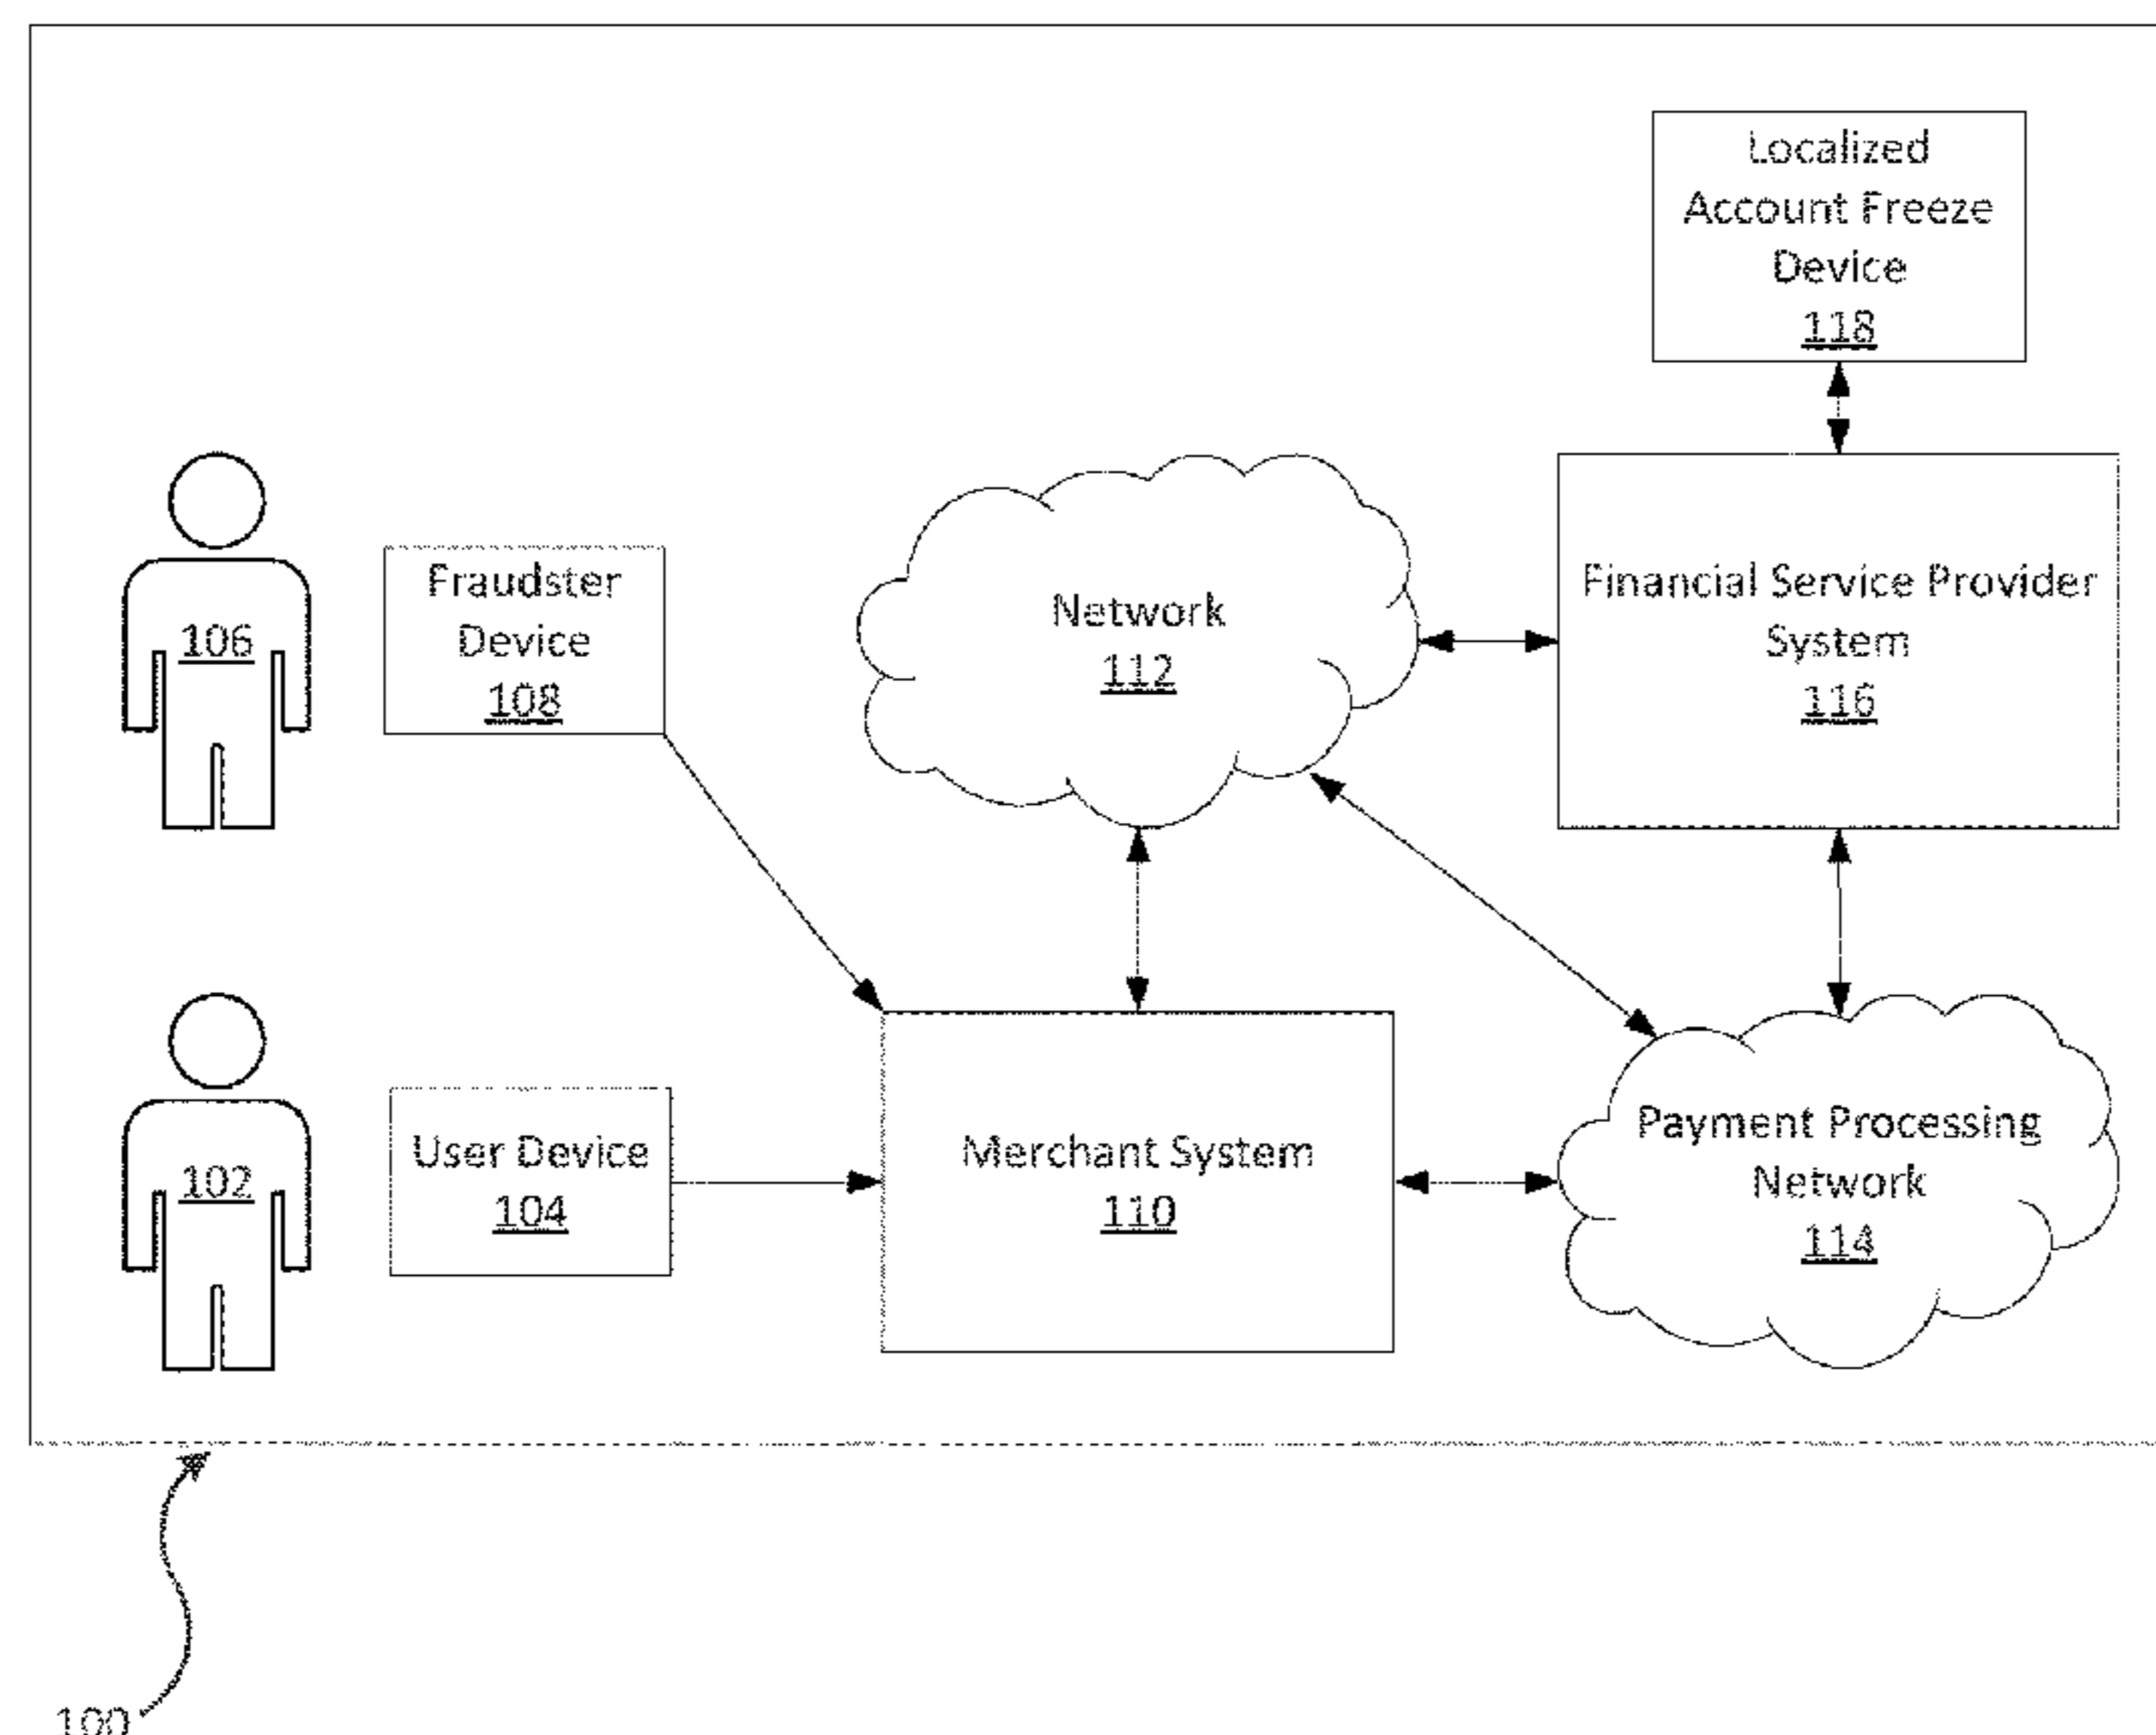 Localized
Account Freeze
Device
118
106
Fraudster
Device
108
Network
112
Financial Service Provider
System
116
102
User Device
104
Merchant System
110
Payment Processing
Network
114
100